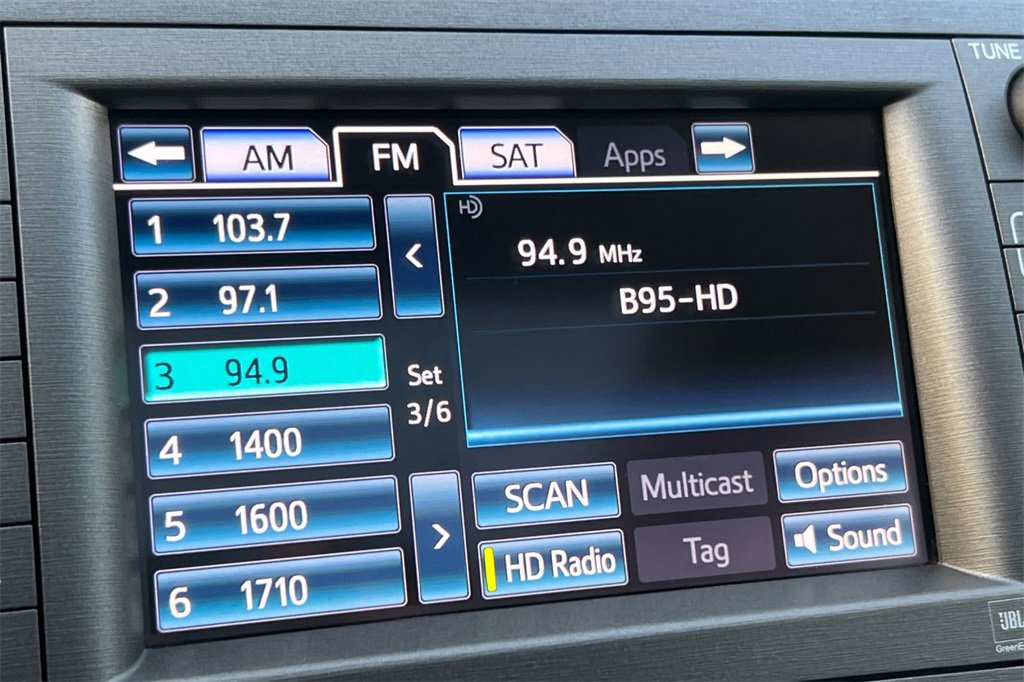 TUNE
AM
FM
SAT
Apps
1 103.7
<
HD
94.9 MHz
2 97.1
B95-HD
3 94.9
Set
3/6
4 1400
5 1600
>
SCAN
Multicast
Options
6 1710
HD Radio
Tag
Sound
JBL